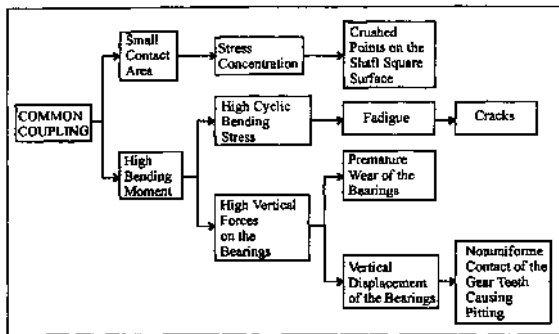 Small
Contact
Area
Stress
Concentration
Crushed
Points on the
Shaft Square
Surface
COMMON
COUPLING
High Cyclic
Bending
Stress
Fadigue
Cracks
High
Bending
Moment
Premature
Wear of the
Bearings
High Vertical
Forces
on the
Bearings
Vertical
Displacement
of the Bearings
Nonuniforme
Contact of the
Gear Teeth
Causing
Pitting